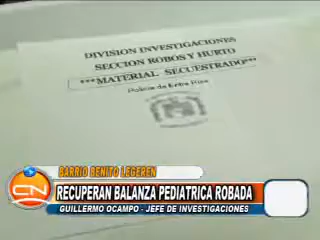 DIVISION INVESTIGACIONES
SECCION ROBOS Y HURTO
***MATERIAL SECUESTRADO***
Policía de Entre Ríos
BARRIO BENITO LEGEREN
CN
RECUPERAN BALANZA PEDIATRICA ROBADA
GUILLERMO OCAMPO - JEFE DE INVESTIGACIONES